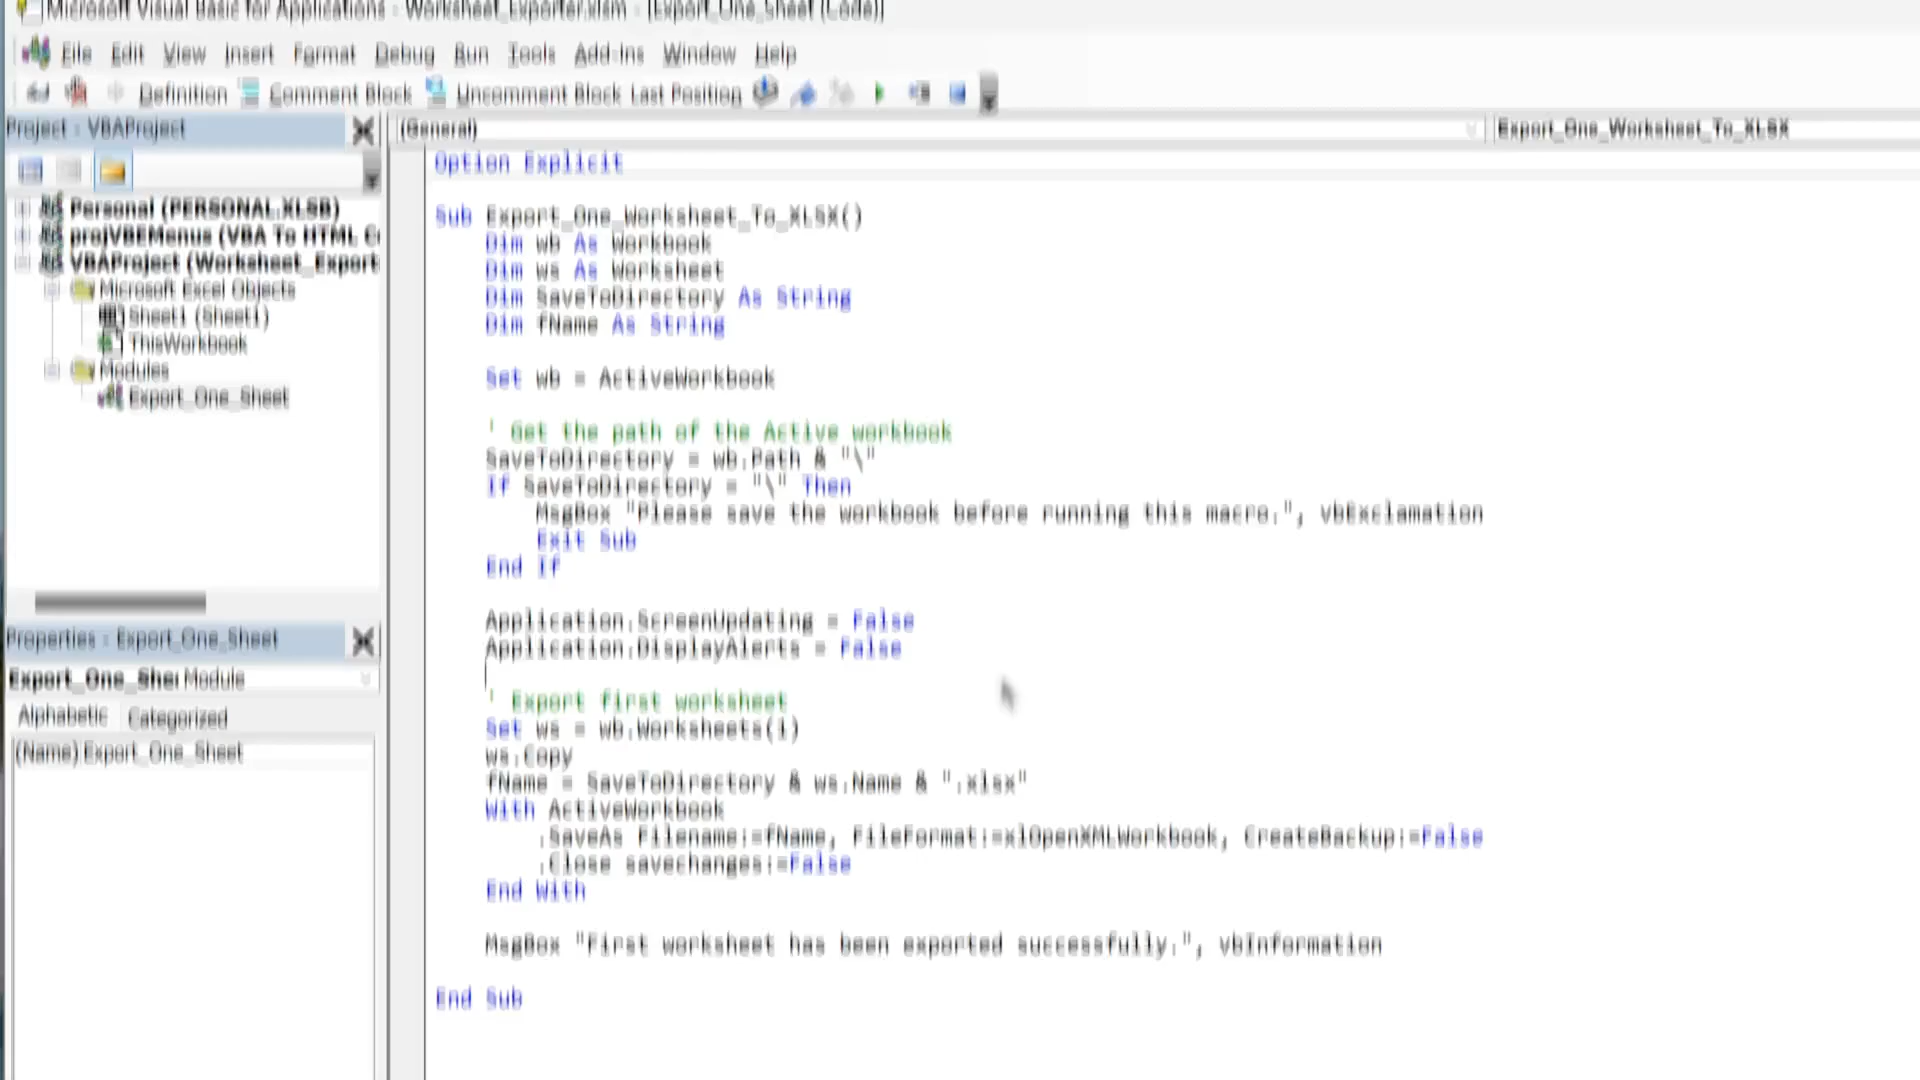 Microsoft Visual Basic for Applications - Worksheet_Exporter.xlsm - [Export_One_Sheet (Code)]
File Edit View Insert Format Debug Run Tools Add-Ins Window Help
Definition Comment Block Uncomment Block Last Position
Project - VBAProject
(General)
Export_One_Worksheet_To_XLSX
Personal (PERSONAL.XLSB)
projVBEMenus (VBA To HTML C
VBAProject (Worksheet_Export
Microsoft Excel Objects
Sheet1 (Sheet1)
ThisWorkbook
Modules
Export_One_Sheet
Properties - Export_One_Sheet
Export_One_Shei Module
Alphabetic Categorized
(Name) Export_One_Sheet
Option Explicit
Sub Export_One_Worksheet_To_XLSX()
Dim wb As Workbook
Dim ws As Worksheet
Dim SaveToDirectory As String
Dim fName As String
Set wb = ActiveWorkbook
' Get the path of the Active workbook
SaveToDirectory = wb.Path & "\"
If SaveToDirectory = "\" Then
MsgBox "Please save the workbook before running this macro.", vbExclamation
Exit Sub
End If
Application.ScreenUpdating = False
Application.DisplayAlerts = False
' Export first worksheet
Set ws = wb.Worksheets(1)
ws.Copy
fName = SaveToDirectory & ws.Name & ".xlsx"
With ActiveWorkbook
.SaveAs Filename:=fName, FileFormat:=xlOpenXMLWorkbook, CreateBackup:=False
.Close savechanges:=False
End With
MsgBox "First worksheet has been exported successfully.", vbInformation
End Sub